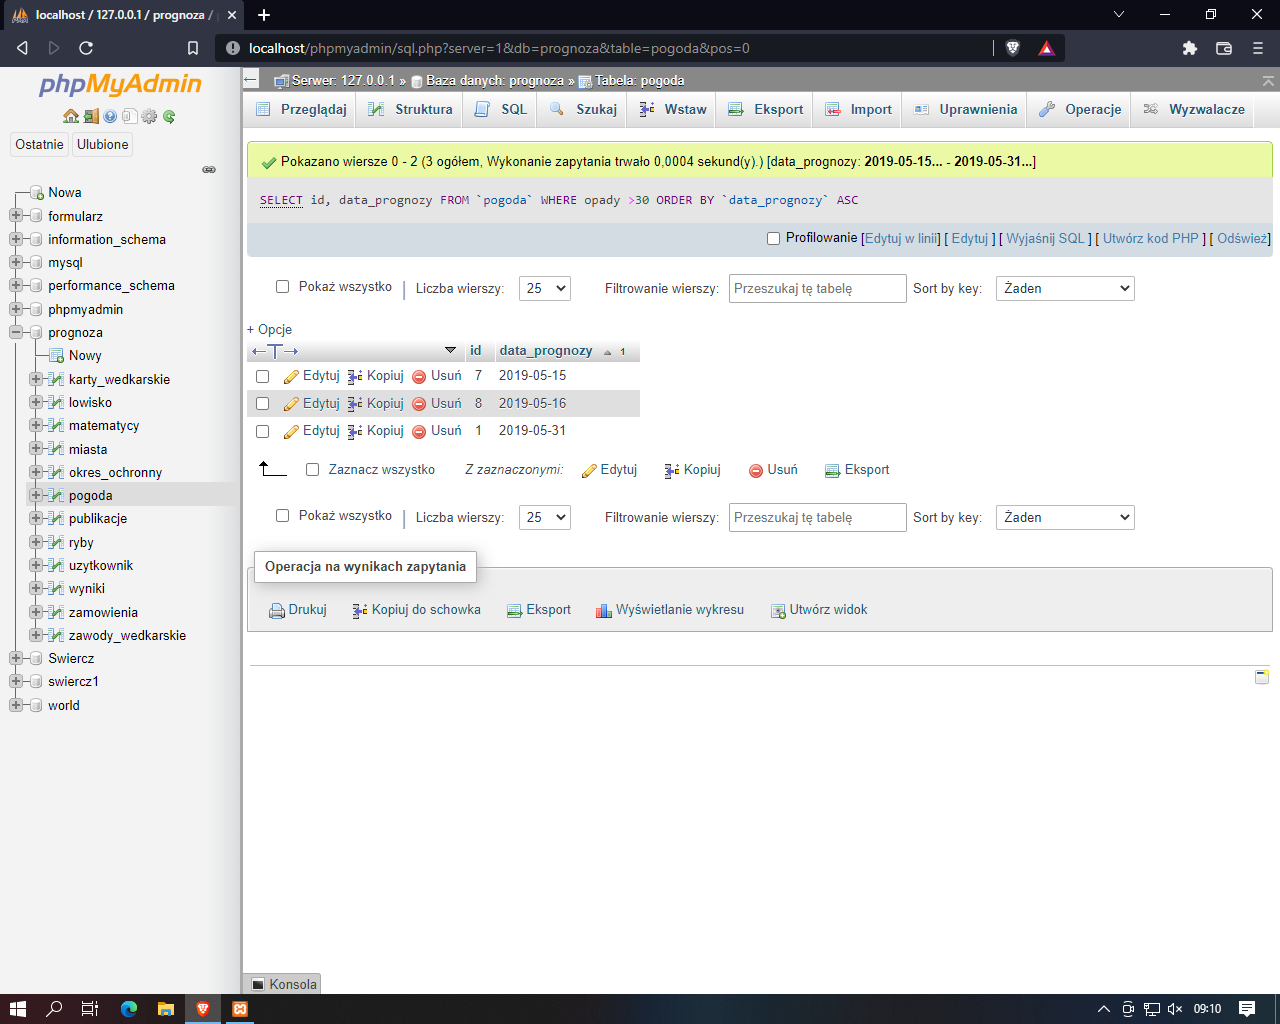 localhost / 127.0.0.1 / prognoza /
localhost/phpmyadmin/sql.php?server=1&db=prognoza&table=pogoda&pos=0
phpMyAdmin
Ostatnie Ulubione
Nowa
formularz
information_schema
mysql
performance_schema
phpmyadmin
prognoza
Nowy
karty_wedkarskie
lowisko
matematycy
miasta
okres_ochronny
pogoda
publikacje
ryby
uzytkownik
wyniki
zamowienia
zawody_wedkarskie
Swiercz
swiercz1
world
Serwer: 127.0.0.1 » Baza danych: prognoza » Tabela: pogoda
Przeglądaj Struktura SQL Szukaj Wstaw Eksport Import Uprawnienia Operacje Wyzwalacze
Pokazano wiersze 0 - 2 (3 ogółem, Wykonanie zapytania trwało 0,0004 sekund(y).) [data_prognozy: 2019-05-15... - 2019-05-31...]
SELECT id, data_prognozy FROM `pogoda` WHERE opady >30 ORDER BY `data_prognozy` ASC
Profilowanie [Edytuj w linii] [ Edytuj ] [ Wyjaśnij SQL ] [ Utwórz kod PHP ] [ Odśwież]
Pokaż wszystko Liczba wierszy: 25 Filtrowanie wierszy: Przeszukaj tę tabelę Sort by key: Żaden
+ Opcje
id data_prognozy 1
Edytuj Kopiuj Usuń 7 2019-05-15
Edytuj Kopiuj Usuń 8 2019-05-16
Edytuj Kopiuj Usuń 1 2019-05-31
Zaznacz wszystko Z zaznaczonymi: Edytuj Kopiuj Usuń Eksport
Pokaż wszystko Liczba wierszy: 25 Filtrowanie wierszy: Przeszukaj tę tabelę Sort by key: Żaden
Operacja na wynikach zapytania
Drukuj Kopiuj do schowka Eksport Wyświetlanie wykresu Utwórz widok
Konsola
09:10